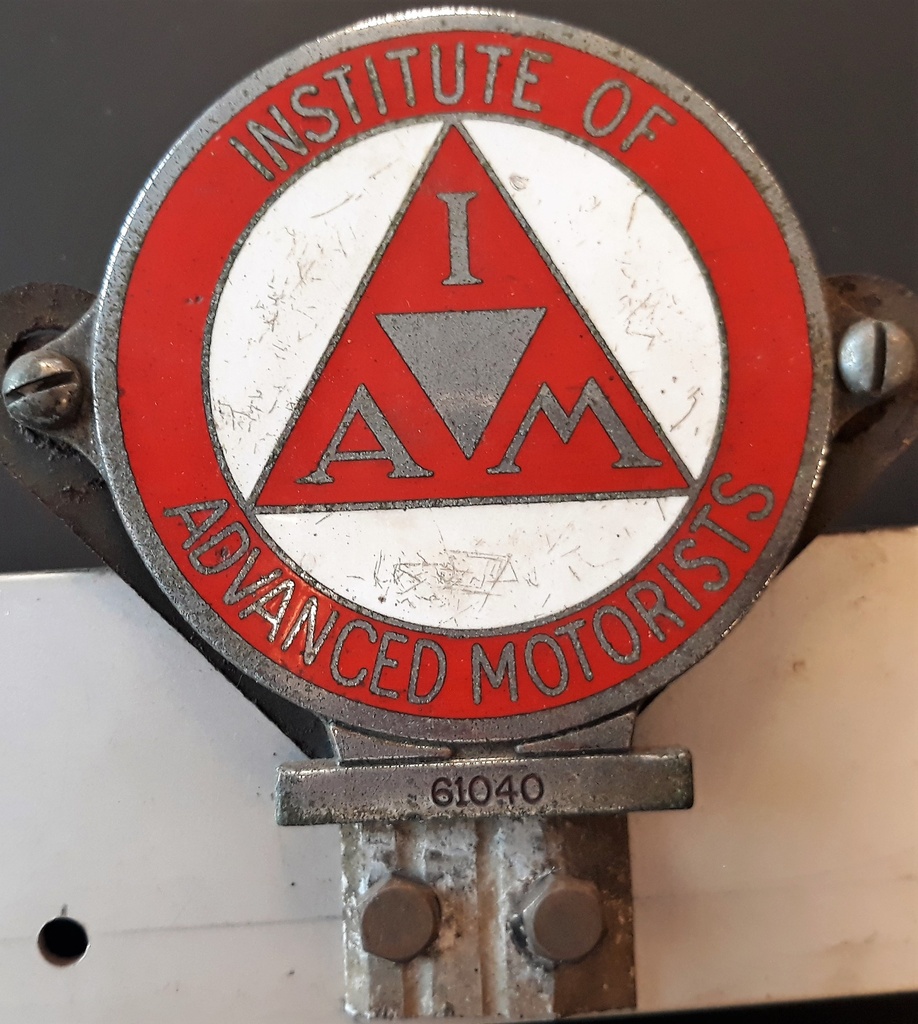 INSTITUTE OF
I
A M
ADVANCED MOTORISTS
61040